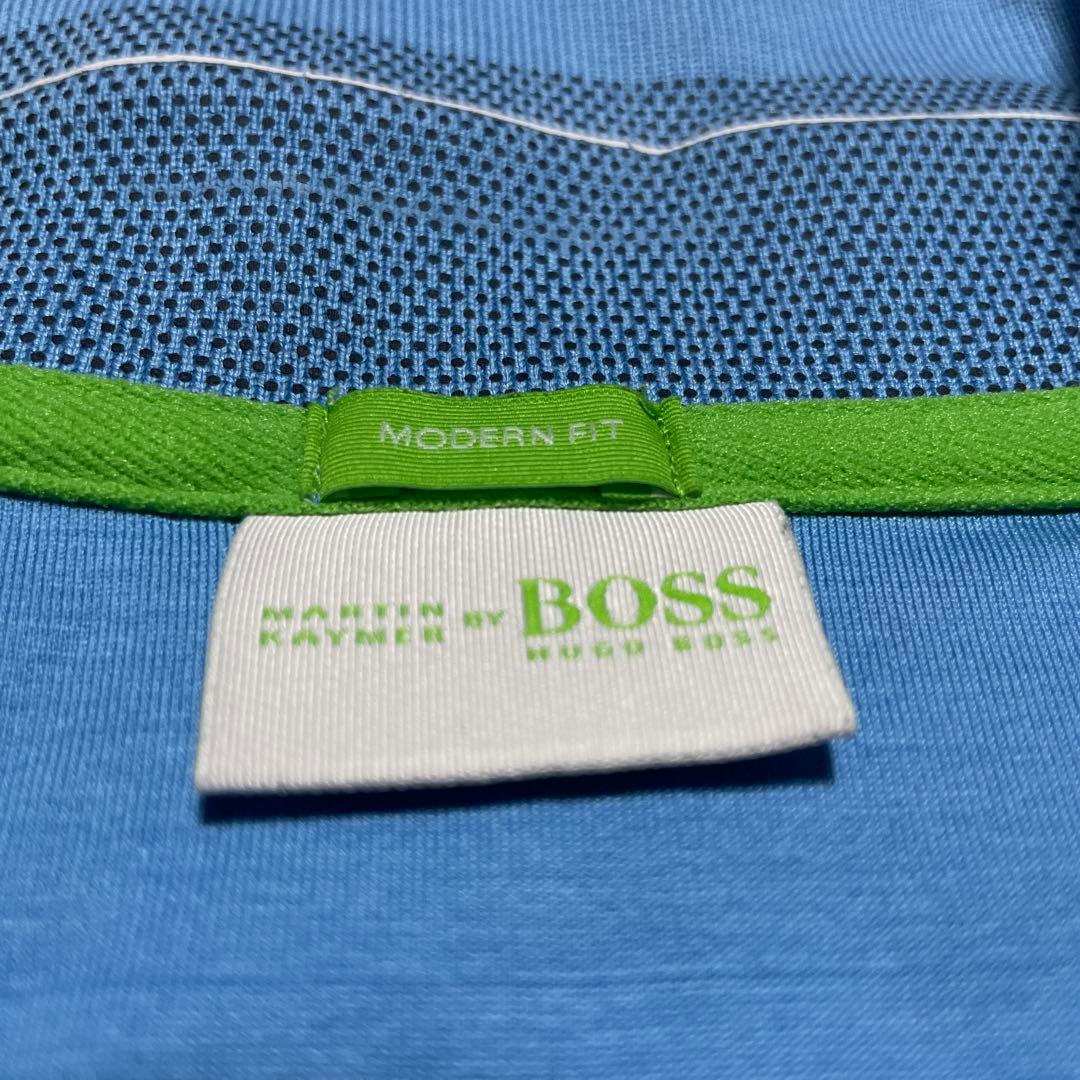 MODERN FIT
MARTIN
KAYMER BY BOSS
HUGO BOSS